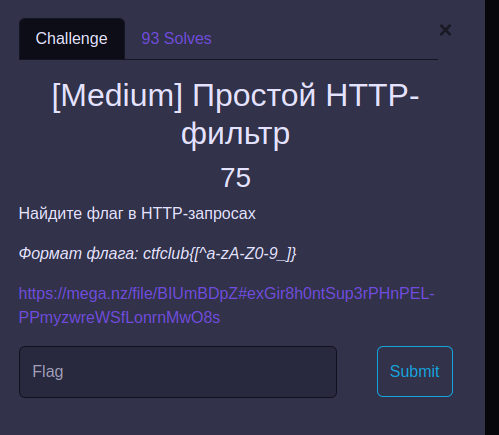 Challenge
93 Solves
×
[Medium] Простой HTTP-
фильтр
75
Найдите флаг в HTTP-запросах
Формат флага: ctfclub{[^a-zA-Z0-9_]}
https://mega.nz/file/BIUmBDpZ#exGir8h0ntSup3rPHnPEL-
PPmyzwreWSfLonrnMwO8s
Flag
Submit